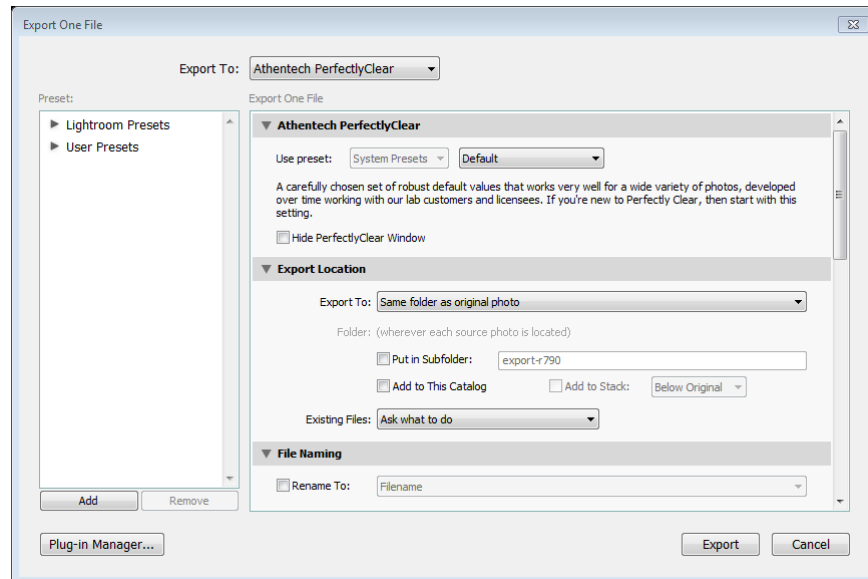 Export One File
Export To: Athentech PerfectlyClear
Preset:
Lightroom Presets
User Presets
Add Remove
Export One File
Athentech PerfectlyClear
Use preset: System Presets Default
A carefully chosen set of robust default values that works very well for a wide variety of photos, developed
over time working with our lab customers and licensees. If you're new to Perfectly Clear, then start with this
setting.
Hide PerfectlyClear Window
Export Location
Export To: Same folder as original photo
Folder: (wherever each source photo is located)
Put in Subfolder: export-r790
Add to This Catalog Add to Stack: Below Original
Existing Files: Ask what to do
File Naming
Rename To: Filename
Plug-in Manager... Export Cancel